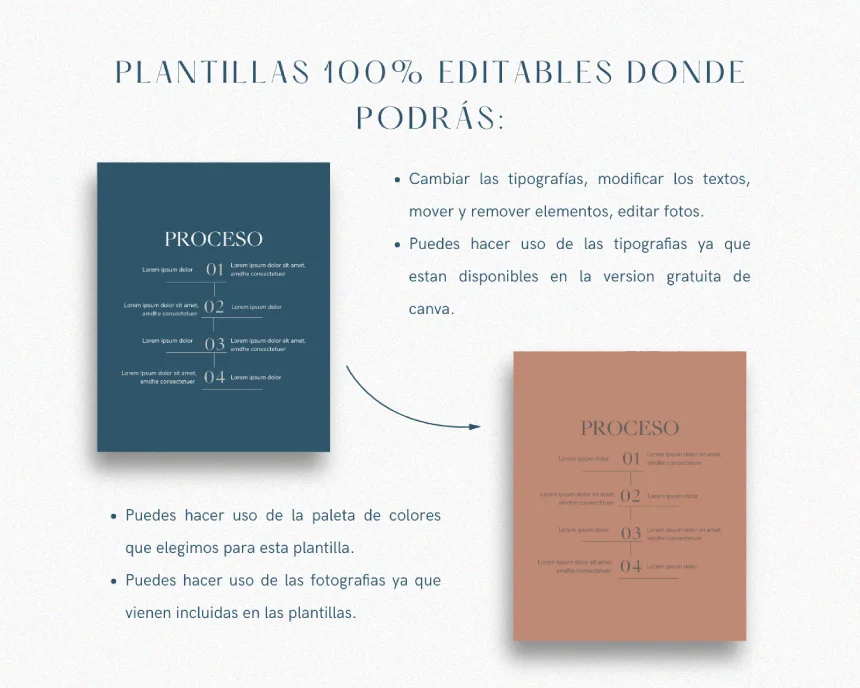 PLANTILLAS 100% EDITABLES DONDE
PODRÁS:
• Cambiar las tipografías, modificar los textos,
mover y remover elementos, editar fotos.
• Puedes hacer uso de las tipografias ya que
estan disponibles en la version gratuita de
canva.
PROCESO
Lorem ipsum dolor 01 Lorem ipsum dolor sit amet,
amdhe consectetuer
Lorem ipsum dolor sit amet,
amdhe consectetuer 02 Lorem ipsum dolor
Lorem ipsum dolor 03 Lorem ipsum dolor sit amet,
amdhe consectetuer
Lorem ipsum dolor sit amet,
amdhe consectetuer 04 Lorem ipsum dolor
PROCESO
Lorem ipsum dolor 01 Lorem ipsum dolor sit amet,
amdhe consectetuer
Lorem ipsum dolor sit amet,
amdhe consectetuer 02 Lorem ipsum dolor
Lorem ipsum dolor 03 Lorem ipsum dolor sit amet,
amdhe consectetuer
Lorem ipsum dolor sit amet,
amdhe consectetuer 04 Lorem ipsum dolor
• Puedes hacer uso de la paleta de colores
que elegimos para esta plantilla.
• Puedes hacer uso de las fotografias ya que
vienen incluidas en las plantillas.